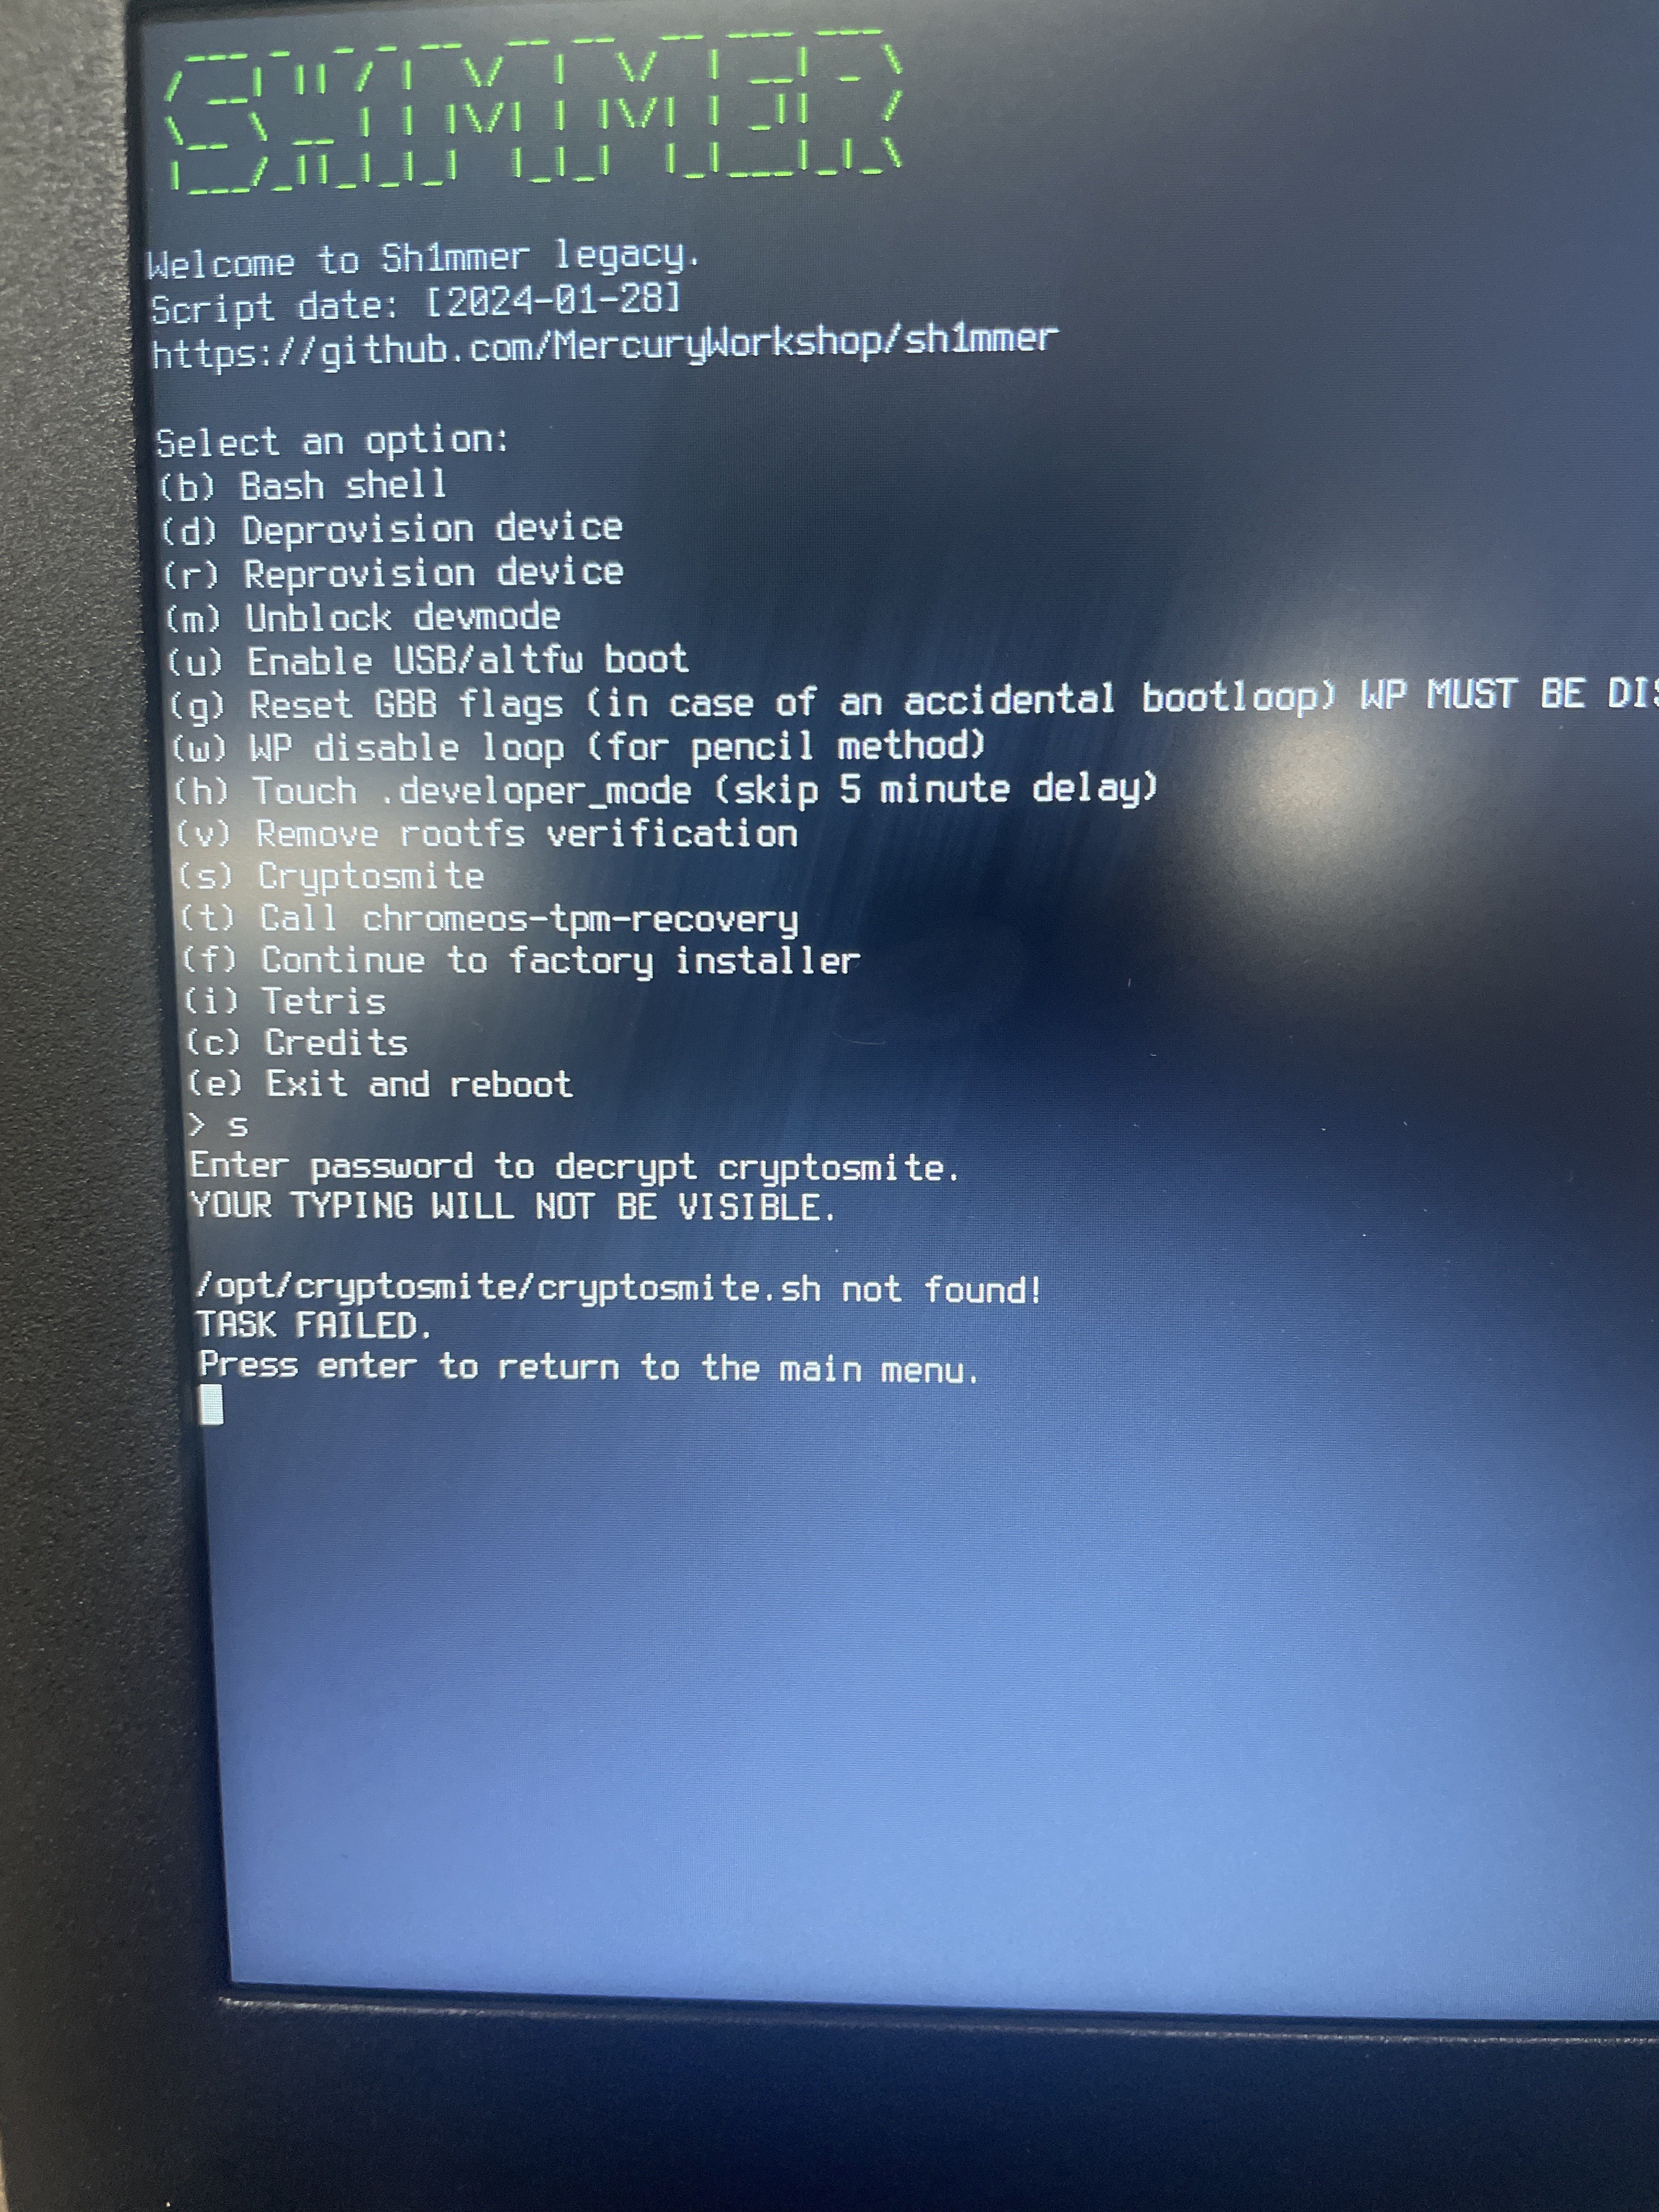 SH1MMER
Welcome to Sh1mmer legacy.
Script date: [2024-01-28]
https://github.com/MercuryWorkshop/sh1mmer
Select an option:
(b) Bash shell
(d) Deprovision device
(r) Reprovision device
(m) Unblock devmode
(u) Enable USB/altfw boot
(g) Reset GBB flags (in case of an accidental bootloop) WP MUST BE
(w) WP disable loop (for pencil method)
(h) Touch .developer_mode (skip 5 minute delay)
(v) Remove rootfs verification
(s) Cryptosmite
(t) Call chromeos-tpm-recovery
(f) Continue to factory installer
(i) Tetris
(c) Credits
(e) Exit and reboot
> s
Enter password to decrypt cryptosmite.
YOUR TYPING WILL NOT BE VISIBLE.
/opt/cryptosmite/cryptosmite.sh not found!
TASK FAILED.
Press enter to return to the main menu.